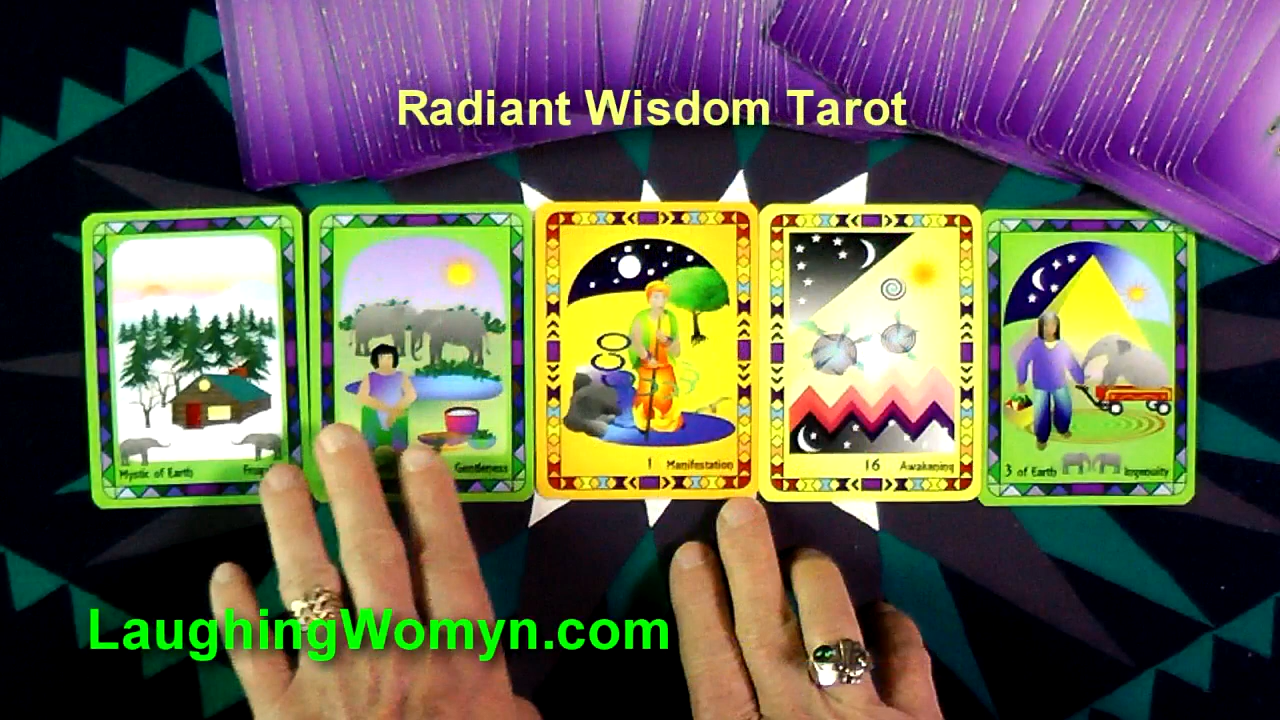 Radiant Wisdom Tarot
Mystic of Earth
Gentleness
1 Manifestation
16 Awakening
3 of Earth Ingenuity
LaughingWomyn.com